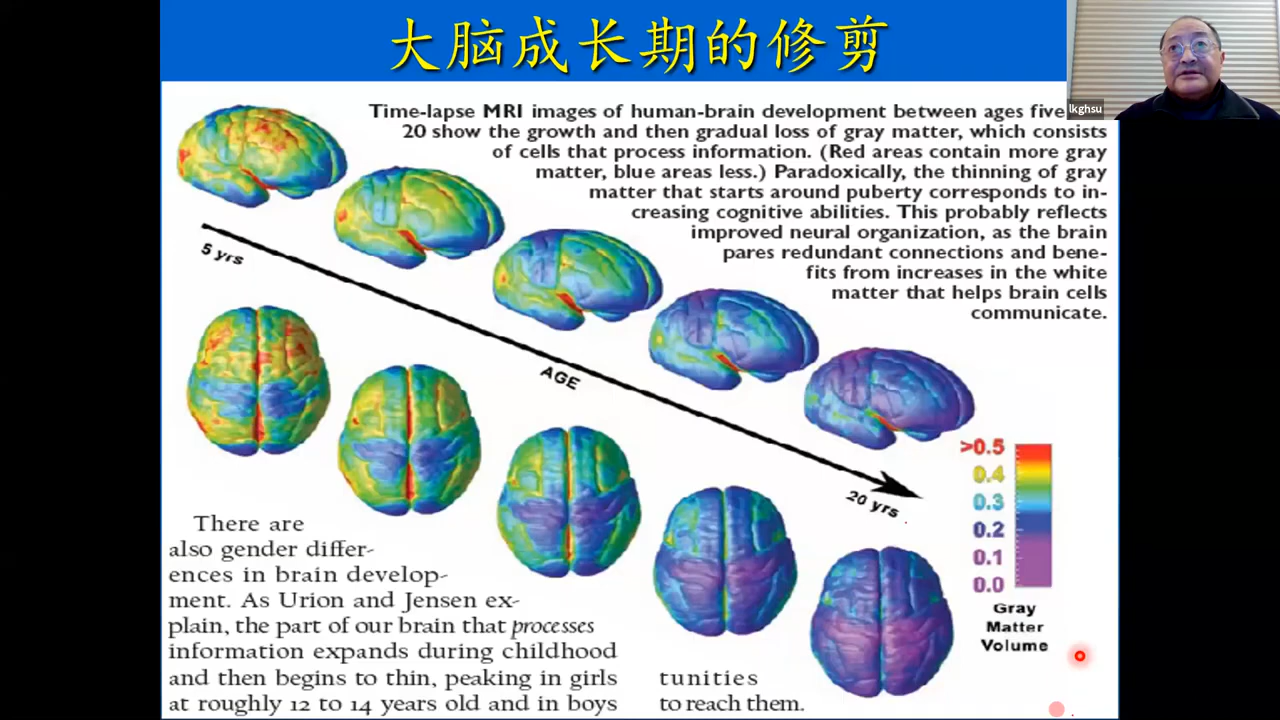 大脑成长期的修剪
lkghsu
Time-lapse MRI images of human-brain development between ages five
20 show the growth and then gradual loss of gray matter, which consists
of cells that process information. (Red areas contain more gray
matter, blue areas less.) Paradoxically, the thinning of gray
matter that starts around puberty corresponds to in-
creasing cognitive abilities. This probably reflects
improved neural organization, as the brain
pares redundant connections and bene-
fits from increases in the white
matter that helps brain cells
communicate.
5 yrs
AGE
20 yrs
>0.5
0.4
0.3
0.2
0.1
0.0
Gray
Matter
Volume
There are
also gender differ-
ences in brain develop-
ment. As Urion and Jensen ex-
plain, the part of our brain that processes
information expands during childhood
and then begins to thin, peaking in girls
at roughly 12 to 14 years old and in boys
tunities
to reach them.